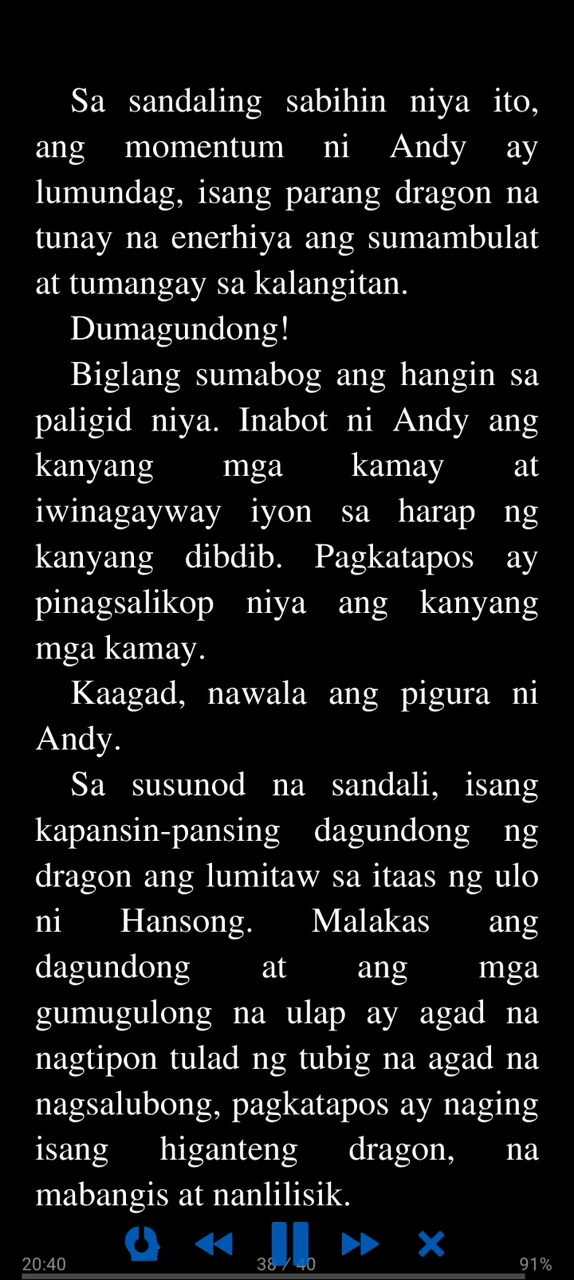 Sa sandaling sabihin niya ito,
ang momentum ni Andy ay
lumundag, isang parang dragon na
tunay na enerhiya ang sumambulat
at tumangay sa kalangitan.
Dumagundong!
Biglang sumabog ang hangin sa
paligid niya. Inabot ni Andy ang
kanyang mga kamay at
iwinagayway iyon sa harap ng
kanyang dibdib. Pagkatapos ay
pinagsalikop niya ang kanyang
mga kamay.
Kaagad, nawala ang pigura ni
Andy.
Sa susunod na sandali, isang
kapansin-pansing dagundong ng
dragon ang lumitaw sa itaas ng ulo
ni Hansong. Malakas ang
dagundong at ang mga
gumugulong na ulap ay agad na
nagtipon tulad ng tubig na agad na
nagsalubong, pagkatapos ay naging
isang higanteng dragon, na
mabangis at nanlilisik.
20:40 38 / 40 91%